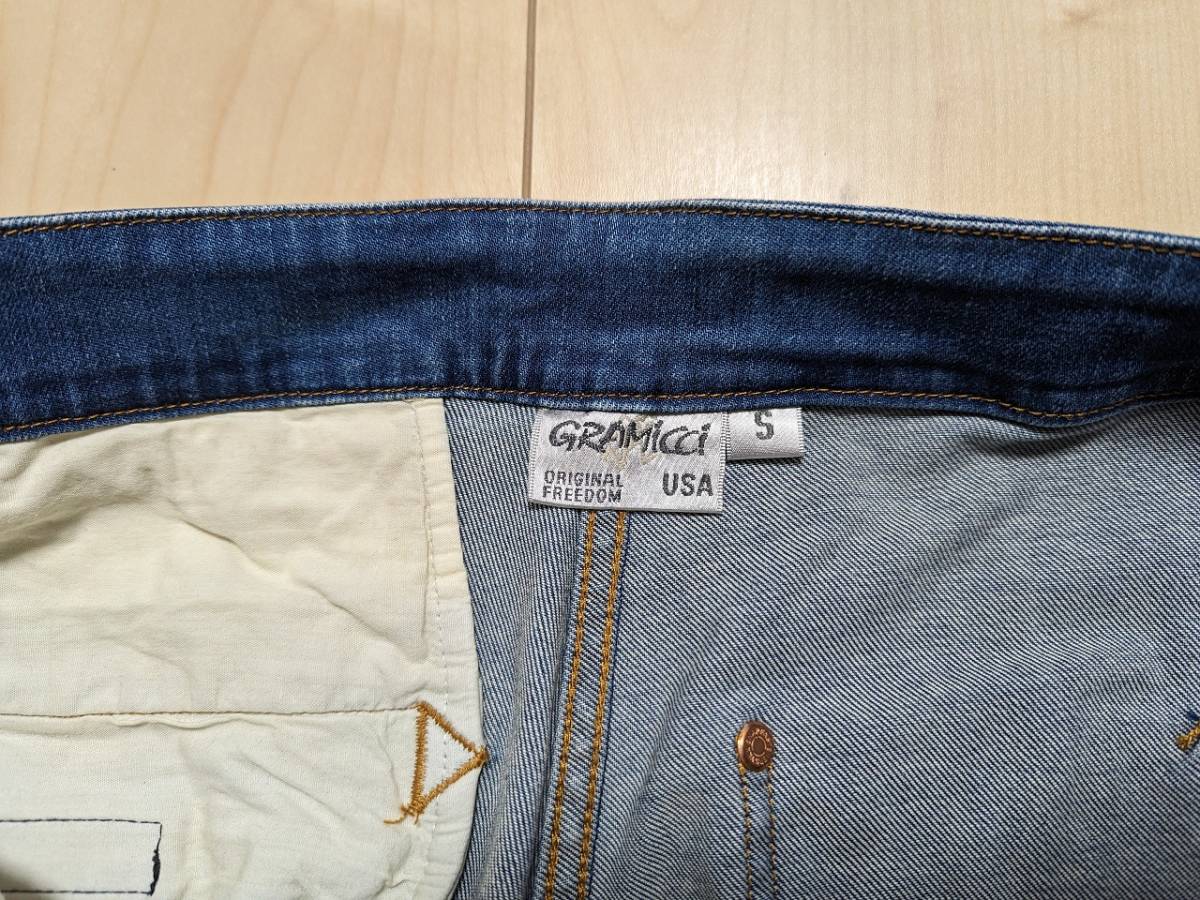 GRAMiCCi
ORIGINAL
FREEDOM
USA
S